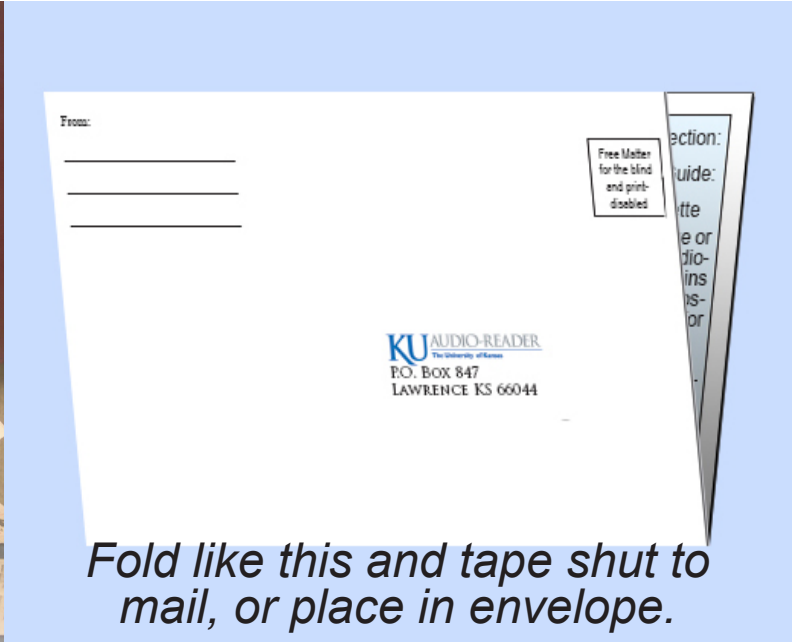 From:
Free Matter
for the blind
and print-
disabled
ection:
uide:
tte
e or
dio-
ins
os-
or
KU AUDIO-READER
The University of Kansas
P.O. Box 847
Lawrence KS 66044
Fold like this and tape shut to
mail, or place in envelope.